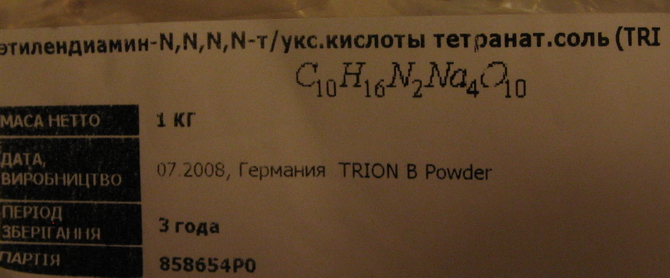 этилендиамин-N,N,N,N-т/укс.кислоты тетранат.соль (TRI
C10H16N2Na4O10
МАСА НЕТТО 1 КГ
ДАТА, ВИРОБНИЦТВО 07.2008, Германия TRION B Powder
ПЕРІОД ЗБЕРІГАННЯ 3 года
ПАРТІЯ 858654P0